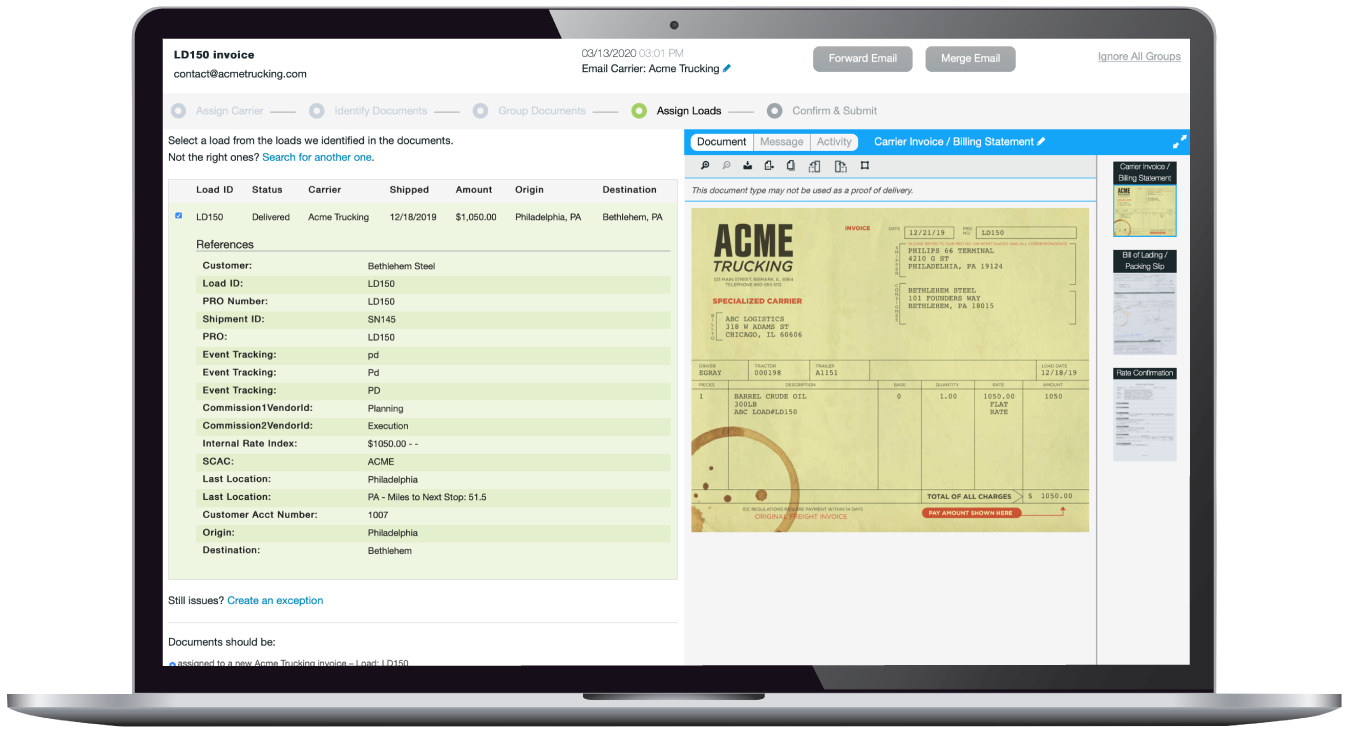 LD150 invoice
contact@acmetrucking.com
03/13/2020 03:01 PM
Email Carrier: Acme Trucking
Forward Email
Merge Email
Ignore All Groups
Assign Carrier
Identify Documents
Group Documents
Assign Loads
Confirm & Submit
Select a load from the loads we identified in the documents.
Not the right ones? Search for another one.
Load ID Status Carrier Shipped Amount Origin Destination
LD150 Delivered Acme Trucking 12/18/2019 $1,050.00 Philadelphia, PA Bethlehem, PA
References
Customer: Bethlehem Steel
Load ID: LD150
PRO Number: LD150
Shipment ID: SN145
PRO: LD150
Event Tracking: pd
Event Tracking: Pd
Event Tracking: PD
Commission1VendorId: Planning
Commission2VendorId: Execution
Internal Rate Index: $1050.00 - -
SCAC: ACME
Last Location: Philadelphia
Last Location: PA - Miles to Next Stop: 51.5
Customer Acct Number: 1007
Origin: Philadelphia
Destination: Bethlehem
Still issues? Create an exception
Documents should be:
assigned to a new Acme Trucking invoice – Load: LD150
Document Message Activity Carrier Invoice / Billing Statement
This document type may not be used as a proof of delivery.
ACME
TRUCKING
SPECIALIZED CARRIER
ABC LOGISTICS
318 W ADAMS ST
CHICAGO, IL 60606
INVOICE
DATE 12/21/19
PRO NO. LD150
PHILIPS 66 TERMINAL
4210 G ST
PHILADELHIA, PA 19124
BETHLEHEM STEEL
101 FOUNDERS WAY
BETHLEHEM, PA 18015
DRIVER TRACTOR TRAILER LOAD DATE
EGRAY 000198 A1151 12/18/19
PIECES DESCRIPTION BASE QUANTITY RATE AMOUNT
1 BARREL CRUDE OIL 0 1.00 1050.00 1050
300LB FLAT
ABC LOAD#LD150 RATE
TOTAL OF ALL CHARGES $ 1050.00
ICC REGULATIONS REQUIRE PAYMENT WITHIN 14 DAYS
ORIGINAL FREIGHT INVOICE
PAY AMOUNT SHOWN HERE
Carrier Invoice /
Billing Statement
Bill of Lading /
Packing Slip
Rate Confirmation